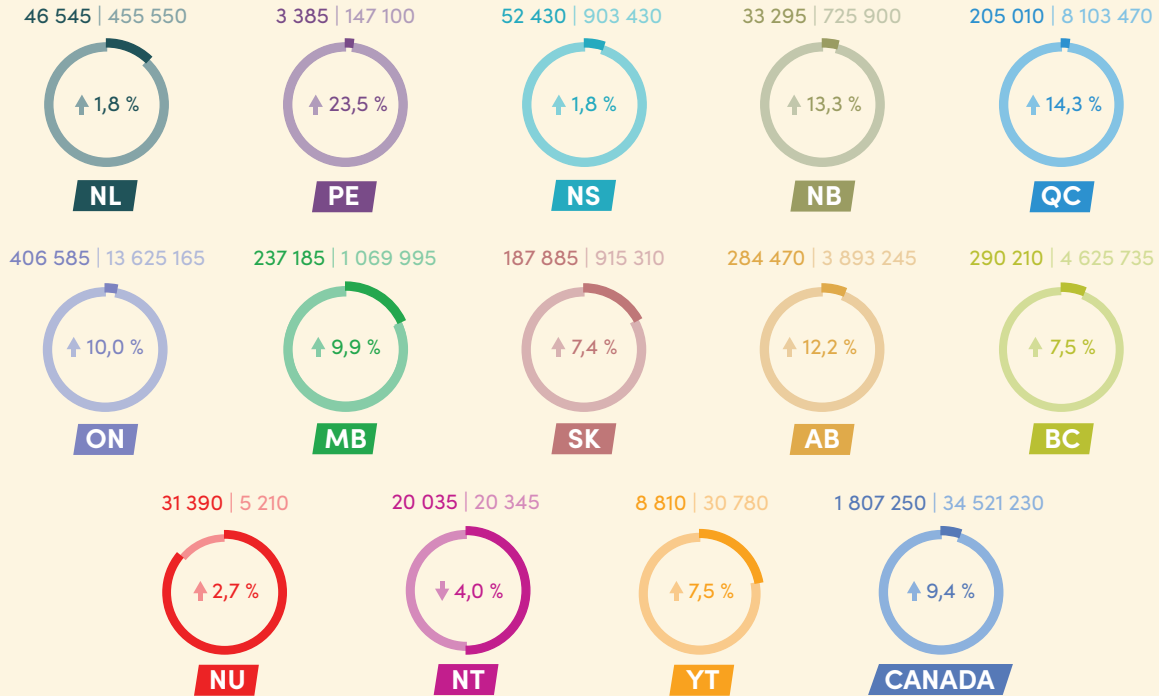 46 545 | 455 550
3 385 | 147 100
52 430 | 903 430
33 295 | 725 900
205 010 | 8 103 470
1,8 %
23,5 %
1,8 %
13,3 %
14,3 %
NL
PE
NS
NB
QC
406 585 | 13 625 165
237 185 | 1 069 995
187 885 | 915 310
284 470 | 3 893 245
290 210 | 4 625 735
10,0 %
9,9 %
7,4 %
12,2 %
7,5 %
ON
MB
SK
AB
BC
31 390 | 5 210
20 035 | 20 345
8 810 | 30 780
1 807 250 | 34 521 230
2,7 %
4,0 %
7,5 %
9,4 %
NU
NT
YT
CANADA